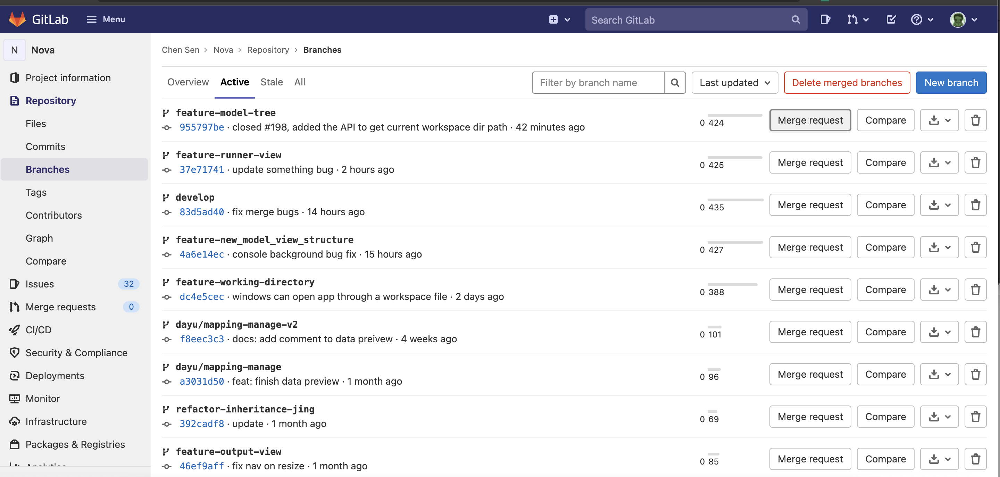 GitLab
Menu
Search GitLab
N
Nova
Project information
Repository
Files
Commits
Branches
Tags
Contributors
Graph
Compare
Issues 32
Merge requests 0
CI/CD
Security & Compliance
Deployments
Monitor
Infrastructure
Packages & Registries
Chen Sen > Nova > Repository > Branches
Overview Active Stale All
Filter by branch name
Last updated
Delete merged branches
New branch
feature-model-tree
955797be · closed #198, added the API to get current workspace dir path · 42 minutes ago
0 424 Merge request Compare
feature-runner-view
37e71741 · update something bug · 2 hours ago
0 425 Merge request Compare
develop
83d5ad40 · fix merge bugs · 14 hours ago
0 435 Merge request Compare
feature-new_model_view_structure
4a6e14ec · console background bug fix · 15 hours ago
0 427 Merge request Compare
feature-working-directory
dc4e5cec · windows can open app through a workspace file · 2 days ago
0 388 Merge request Compare
dayu/mapping-manage-v2
f8eec3c3 · docs: add comment to data preivew · 4 weeks ago
0 101 Merge request Compare
dayu/mapping-manage
a3031d50 · feat: finish data preview · 1 month ago
0 96 Merge request Compare
refactor-inheritance-jing
392cadf8 · update · 1 month ago
0 69 Merge request Compare
feature-output-view
46ef9aff · fix nav on resize · 1 month ago
0 85 Merge request Compare